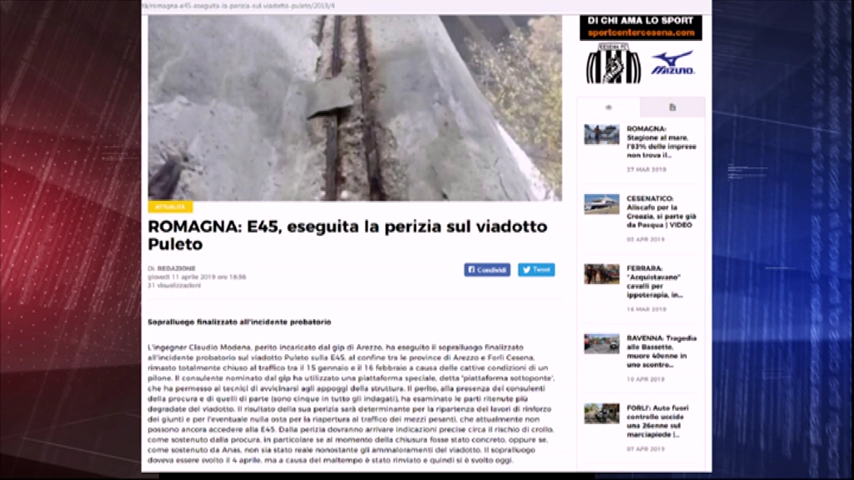 ia/romagna-e45-eseguita-la-perizia-sul-viadotto-puleto/2019/4
DI CHI AMA LO SPORT
sportcentercesena.com
CESENA FC
MIZUNO
ATTUALITÀ
ROMAGNA: E45, eseguita la perizia sul viadotto
Puleto
Di: REDAZIONE
giovedì 11 aprile 2019 ore 18:56
31 visualizzazioni
Condividi
Tweet
Sopralluogo finalizzato all'incidente probatorio
L'ingegner Claudio Modena, perito incaricato dal gip di Arezzo, ha eseguito il sopralluogo finalizzato
all'incidente probatorio sul viadotto Puleto sulla E45, al confine tra le province di Arezzo e Forlì Cesena,
rimasto totalmente chiuso al traffico tra il 15 gennaio e il 16 febbraio a causa delle cattive condizioni di un
pilone. Il consulente nominato dal gip ha utilizzato una piattaforma speciale, detta 'piattaforma sottoponte',
che ha permesso ai tecnici di avvicinarsi agli appoggi della struttura. Il perito, alla presenza dei consulenti
della procura e di quelli di parte (sono cinque in tutto gli indagati), ha esaminato le parti ritenute più
degradate del viadotto. Il risultato della sua perizia sarà determinante per la ripartenza dei lavori di rinforzo
dei giunti e per l'eventuale nulla osta per la riapertura al traffico dei mezzi pesanti, che attualmente non
possono ancora accedere alla E45. Dalla perizia dovranno arrivare indicazioni precise circa il rischio di crollo,
come sostenuto dalla procura, in particolare se al momento della chiusura fosse stato concreto, oppure se,
come sostenuto da Anas, non sia stato reale nonostante gli ammaloramenti del viadotto. Il sopralluogo
doveva essere svolto il 4 aprile, ma a causa del maltempo è stato rinviato e quindi si è svolto oggi.
ROMAGNA:
Stagione al mare,
l'83% delle imprese
non trova il...
27 MAR 2019
CESENATICO:
Aliscafo per la
Croazia, si parte già
da Pasqua | VIDEO
03 APR 2019
FERRARA:
"Acquistavano"
cavalli per
ippoterapia, in...
16 MAR 2019
RAVENNA: Tragedia
alle Bassette,
muore 40enne in
uno scontro...
10 APR 2019
FORLI': Auto fuori
controllo uccide
una 26enne sul
marciapiede |...
07 APR 2019